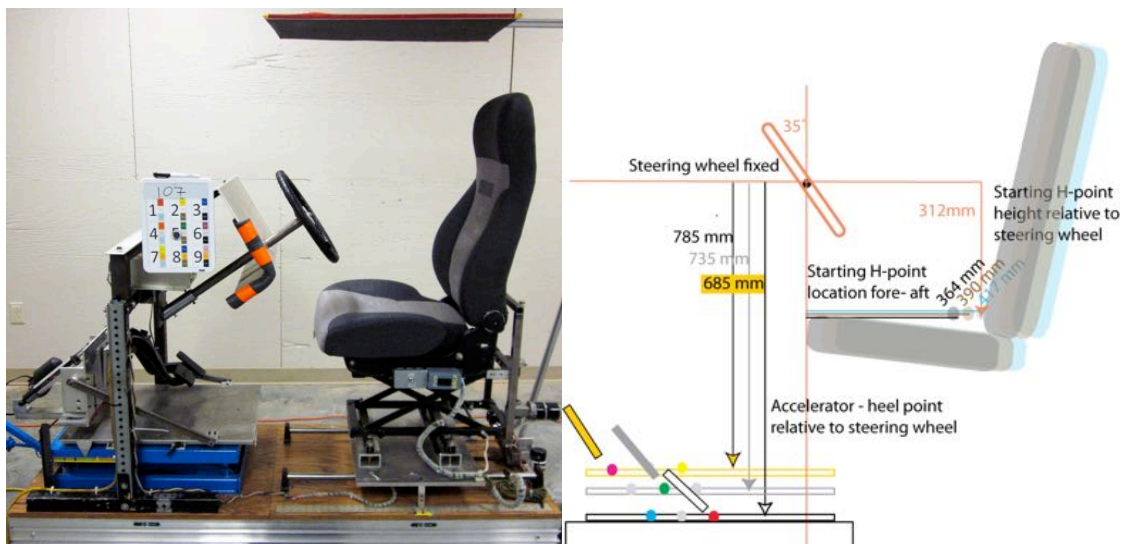 107
1 2 3
4 5 6
7 8 9
35°
Steering wheel fixed
312mm
Starting H-point
height relative to
steering wheel
785 mm
735 mm
685 mm
Starting H-point
location fore- aft
364 mm
390 mm
417 mm
Accelerator - heel point
relative to steering wheel